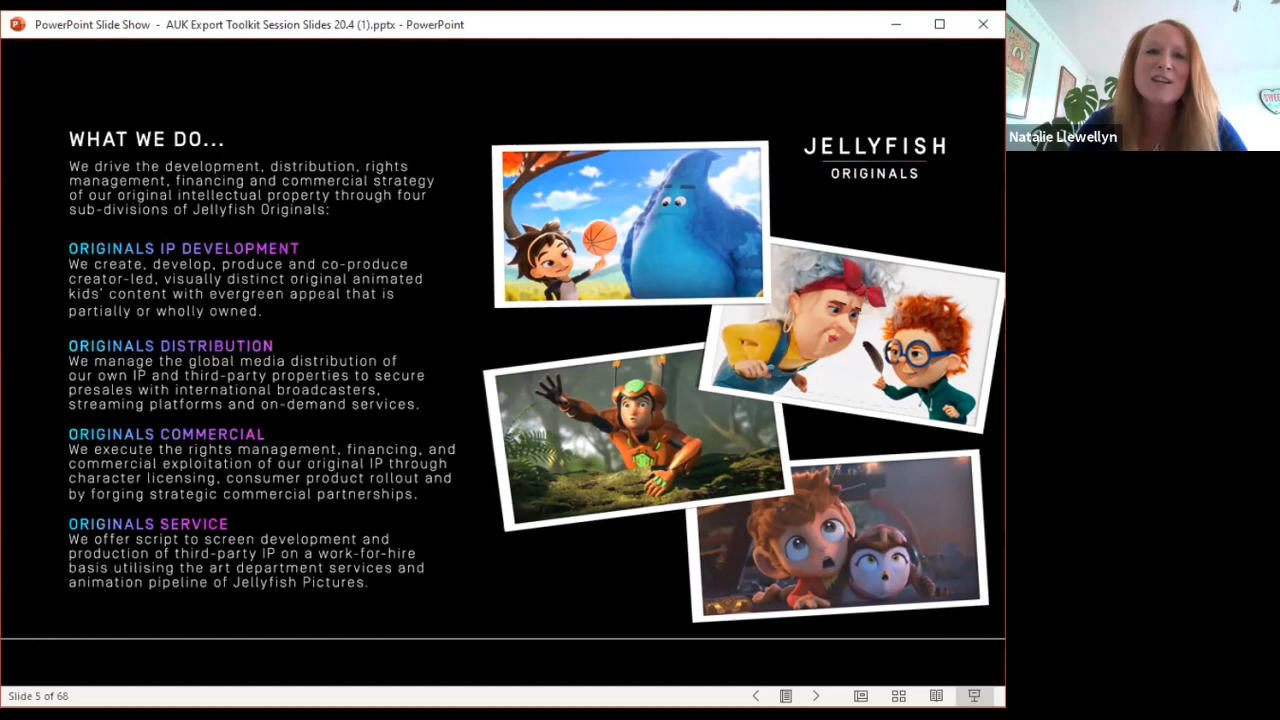 PowerPoint Slide Show - AUK Export Toolkit Session Slides 20.4 (1).pptx - PowerPoint
Natalie Llewellyn
WHAT WE DO...
We drive the development, distribution, rights
management, financing and commercial strategy
of our original intellectual property through four
sub-divisions of Jellyfish Originals:
ORIGINALS IP DEVELOPMENT
We create, develop, produce and co-produce
creator-led, visually distinct original animated
kids' content with evergreen appeal that is
partially or wholly owned.
ORIGINALS DISTRIBUTION
We manage the global media distribution of
our own IP and third-party properties to secure
presales with international broadcasters,
streaming platforms and on-demand services.
ORIGINALS COMMERCIAL
We execute the rights management, financing, and
commercial exploitation of our original IP through
character licensing, consumer product rollout and
by forging strategic commercial partnerships.
ORIGINALS SERVICE
We offer script to screen development and
production of third-party IP on a work-for-hire
basis utilising the art department services and
animation pipeline of Jellyfish Pictures.
JELLYFISH
ORIGINALS
Slide 5 of 68